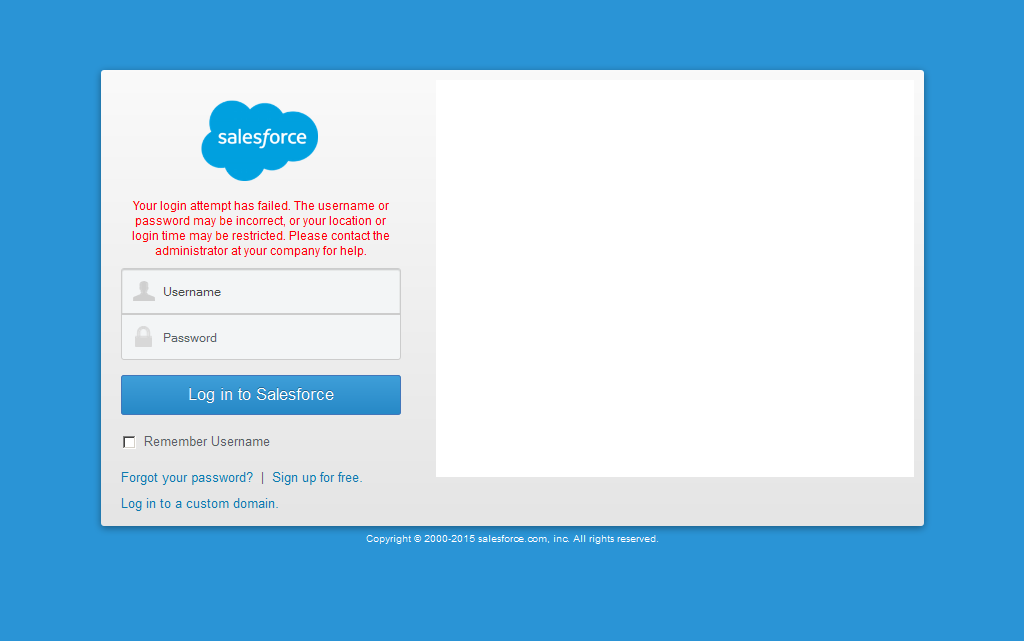 salesforce
Your login attempt has failed. The username or
password may be incorrect, or your location or
login time may be restricted. Please contact the
administrator at your company for help.
Username
Password
Log in to Salesforce
Remember Username
Forgot your password? | Sign up for free.
Log in to a custom domain.
Copyright © 2000-2015 salesforce.com, inc. All rights reserved.